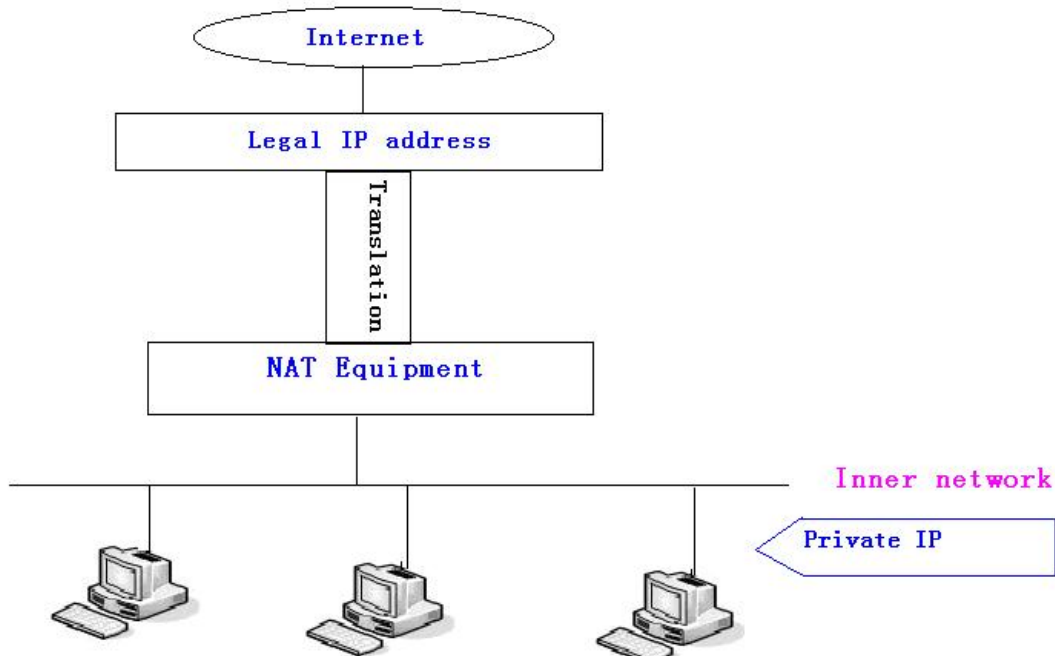 Internet
Legal IP address
Translation
NAT Equipment
Inner network
Private IP